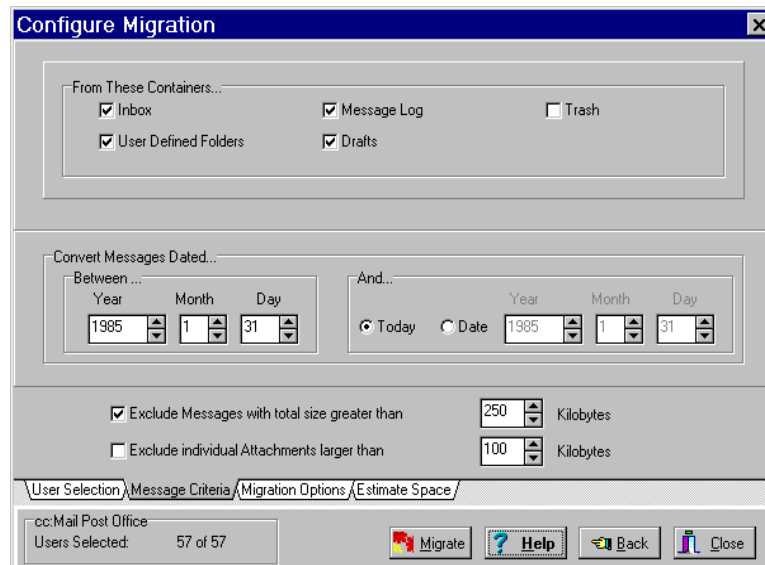 Configure Migration
From These Containers...
Inbox Message Log Trash
User Defined Folders Drafts
Convert Messages Dated...
Between ... And...
Year Month Day Year Month Day
1985 1 31 Today Date 1985 1 31
Exclude Messages with total size greater than 250 Kilobytes
Exclude individual Attachments larger than 100 Kilobytes
User Selection Message Criteria Migration Options Estimate Space
cc:Mail Post Office
Users Selected: 57 of 57 Migrate Help Back Close